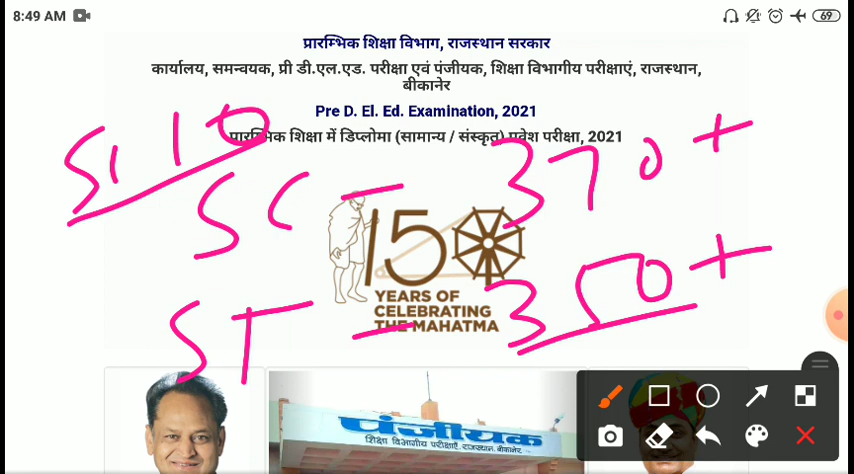 8:49 AM 69
प्रारम्भिक शिक्षा विभाग, राजस्थान सरकार
कार्यालय, समन्वयक, प्री डी.एल.एड. परीक्षा एवं पंजीयक, शिक्षा विभागीय परीक्षाएं, राजस्थान,
बीकानेर
Pre D. El. Ed. Examination, 2021
प्रारम्भिक शिक्षा में डिप्लोमा (सामान्य / संस्कृत) प्रवेश परीक्षा, 2021
SC - 370+
150
YEARS OF
CELEBRATING
THE MAHATMA
ST - 350+
पंजीयक
शिक्षा विभागीय परीक्षाएँ, राजस्थान, बीकानेर